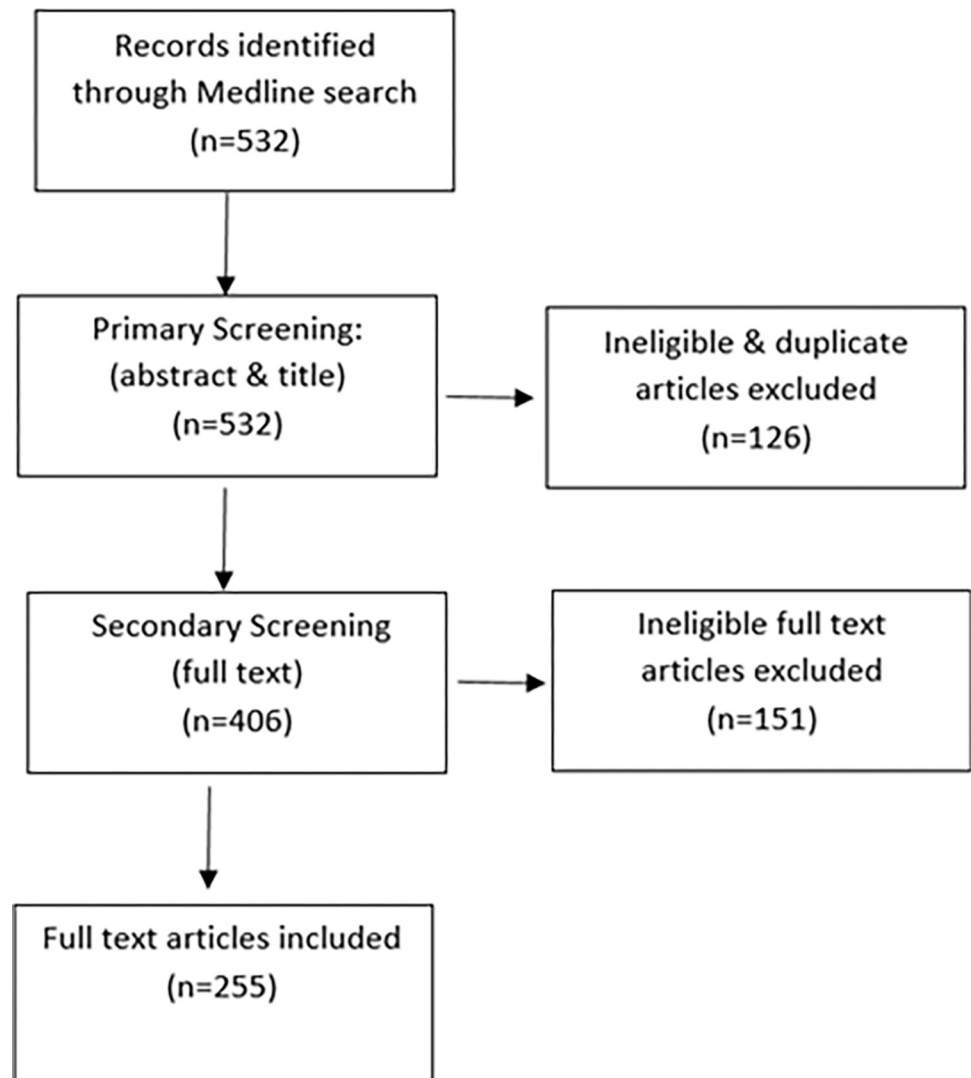 Records identified
through Medline search
(n=532)
Primary Screening:
(abstract & title)
(n=532)
Ineligible & duplicate
articles excluded
(n=126)
Secondary Screening
(full text)
(n=406)
Ineligible full text
articles excluded
(n=151)
Full text articles included
(n=255)